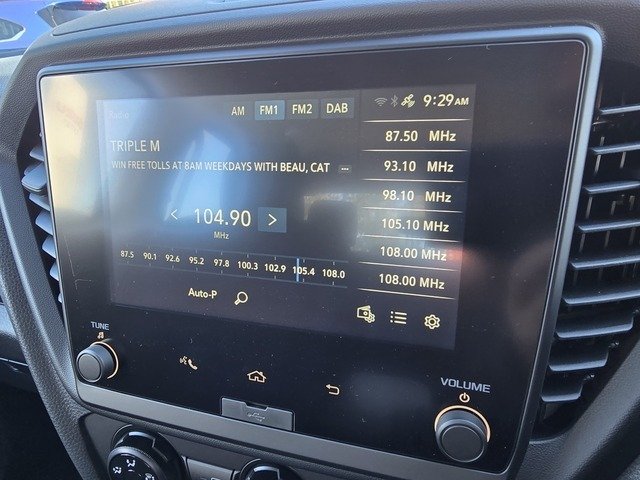 Radio
AM FM1 FM2 DAB
9:29AM
TRIPLE M
WIN FREE TOLLS AT 8AM WEEKDAYS WITH BEAU, CAT
< 104.90 >
MHz
87.5 90.1 92.6 95.2 97.8 100.3 102.9 105.4 108.0
Auto-P
87.50 MHz
93.10 MHz
98.10 MHz
105.10 MHz
108.00 MHz
108.00 MHz
TUNE
VOLUME